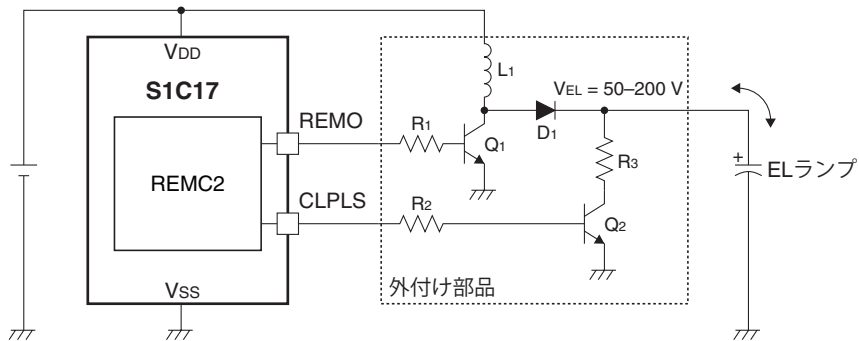 VDD
S1C17
REMC2
REMO
CLPLS
VSS
R1
R2
L1
Q1
VEL = 50–200 V
D1
R3
Q2
外付け部品
+
ELランプ